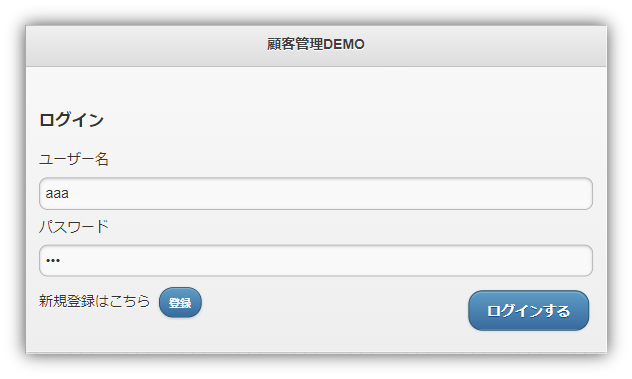 顧客管理DEMO
ログイン
ユーザー名
aaa
パスワード
•••
新規登録はこちら 登録 ログインする